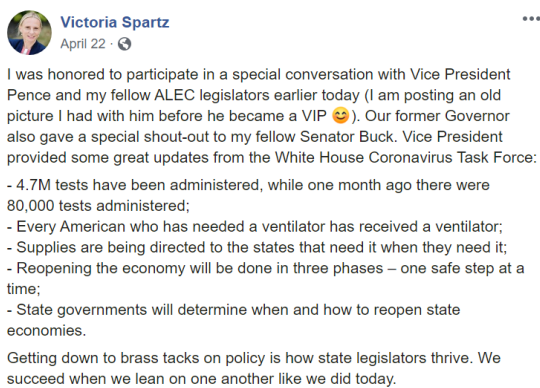 Victoria Spartz
April 22 ·
I was honored to participate in a special conversation with Vice President
Pence and my fellow ALEC legislators earlier today (I am posting an old
picture I had with him before he became a VIP 😊). Our former Governor
also gave a special shout-out to my fellow Senator Buck. Vice President
provided some great updates from the White House Coronavirus Task Force:
- 4.7M tests have been administered, while one month ago there were
80,000 tests administered;
- Every American who has needed a ventilator has received a ventilator;
- Supplies are being directed to the states that need it when they need it;
- Reopening the economy will be done in three phases – one safe step at a
time;
- State governments will determine when and how to reopen state
economies.
Getting down to brass tacks on policy is how state legislators thrive. We
succeed when we lean on one another like we did today.